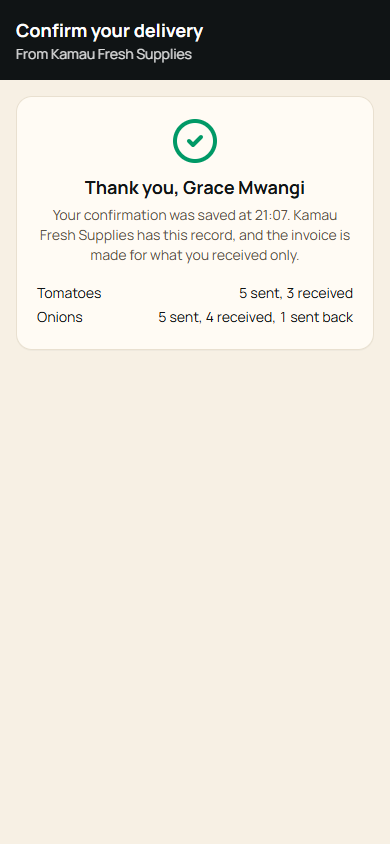 Confirm your delivery
From Kamau Fresh Supplies
Thank you, Grace Mwangi
Your confirmation was saved at 21:07. Kamau
Fresh Supplies has this record, and the invoice is
made for what you received only.
Tomatoes 5 sent, 3 received
Onions 5 sent, 4 received, 1 sent back